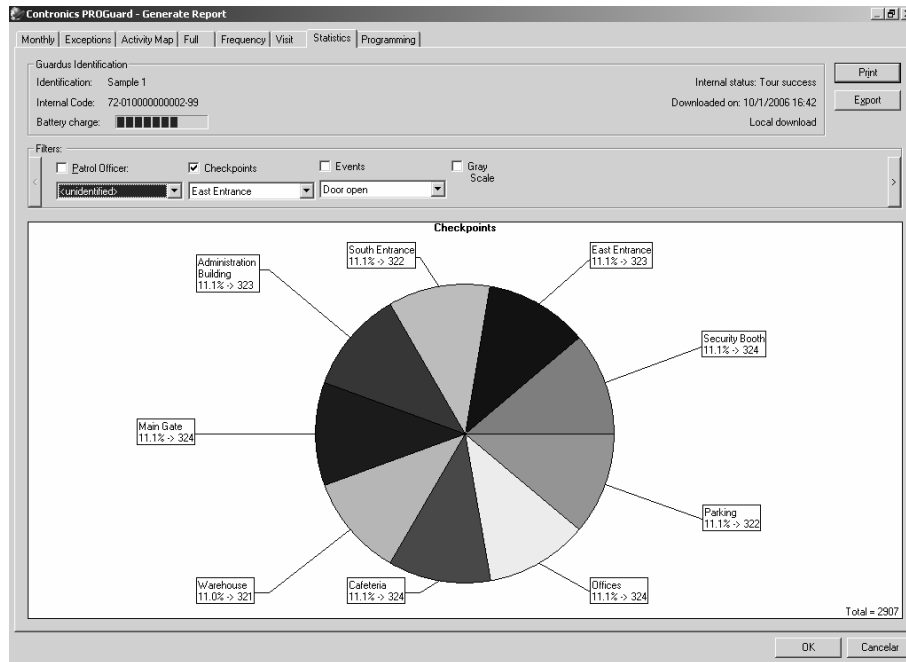 Contronics PROGuard - Generate Report
Monthly Exceptions Activity Map Full Frequency Visit Statistics Programming
Guardus Identification
Identification: Sample 1
Internal status: Tour success
Print
Internal Code: 72-010000000002-99
Downloaded on: 10/1/2006 16:42
Export
Battery charge:
Local download
Filters:
Patrol Officer:
Checkpoints
Events
Gray
Scale
<unidentified>
East Entrance
Door open
<
>
Checkpoints
South Entrance
11.1% -> 322
East Entrance
11.1% -> 323
Administration
Building
11.1% -> 323
Security Booth
11.1% -> 324
Main Gate
11.1% -> 324
Parking
11.1% -> 322
Warehouse
11.0% -> 321
Cafeteria
11.1% -> 324
Offices
11.1% -> 324
Total = 2907
OK
Cancelar